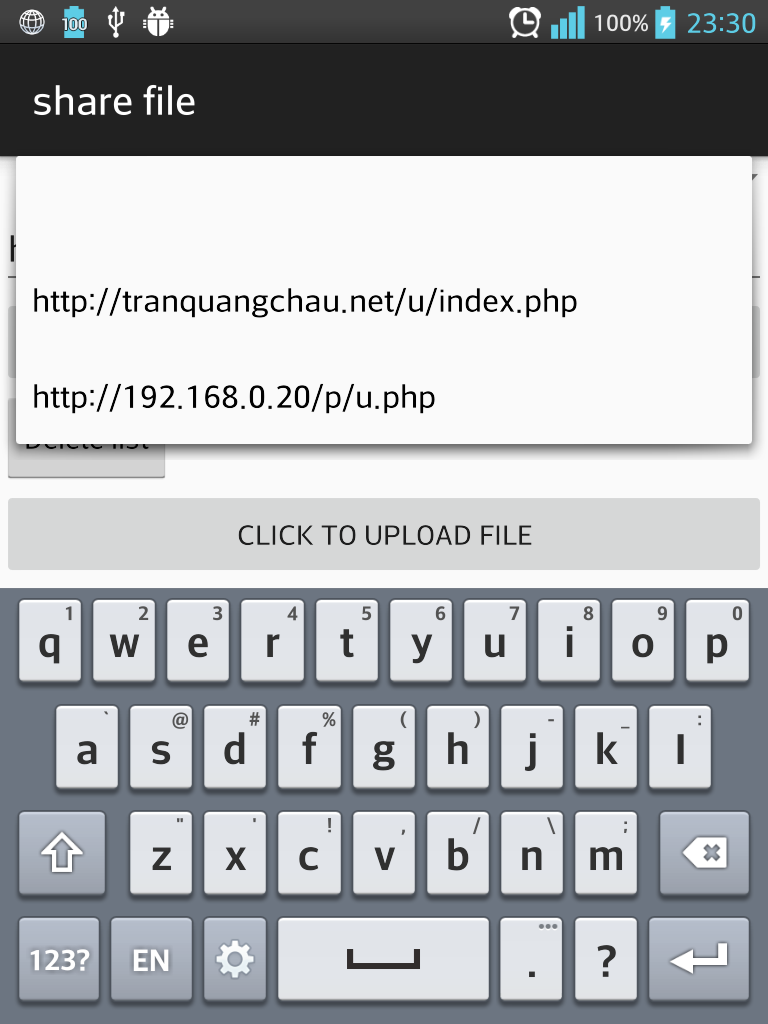 100 100% 23:30
share file
h
http://tranquangchau.net/u/index.php
http://192.168.0.20/p/u.php
Delete list
CLICK TO UPLOAD FILE
1 2 3 4 5 6 7 8 9 0
q w e r t y u i o p
` @ # % ( ) - _ :
a s d f g h j k l
" ' ! , / \ ;
z x c v b n m
123? EN . ?